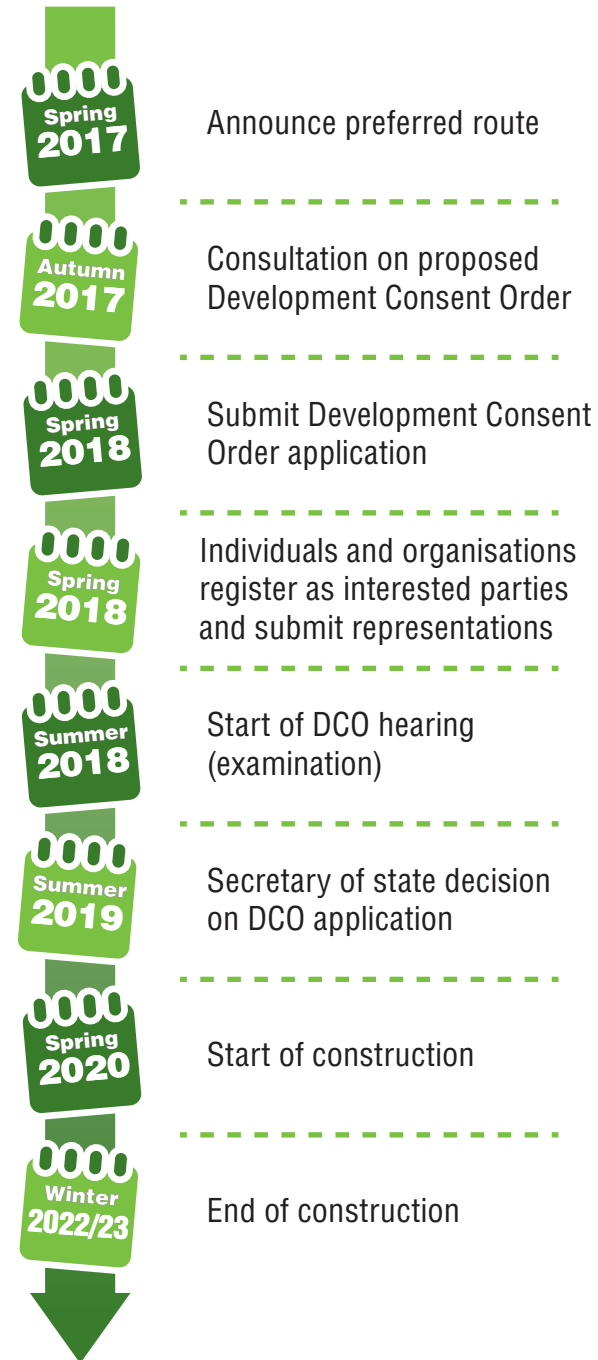 Spring
2017
Announce preferred route
Autumn
2017
Consultation on proposed
Development Consent Order
Spring
2018
Submit Development Consent
Order application
Spring
2018
Individuals and organisations
register as interested parties
and submit representations
Summer
2018
Start of DCO hearing
(examination)
Summer
2019
Secretary of state decision
on DCO application
Spring
2020
Start of construction
Winter
2022/23
End of construction